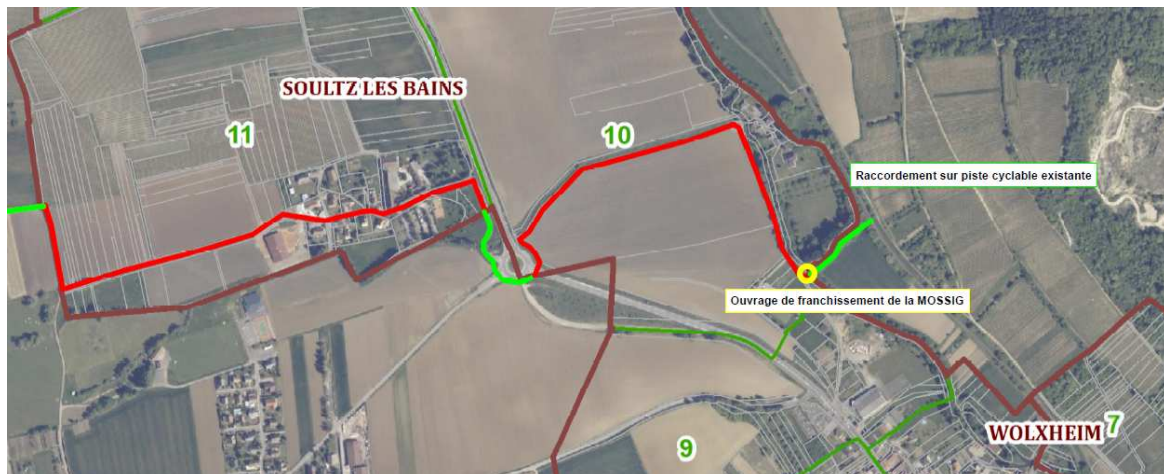 SOULTZ LES BAINS
11
10
Raccordement sur piste cyclable existante
Ouvrage de franchissement de la MOSSIG
WOLXHEIM
7
9